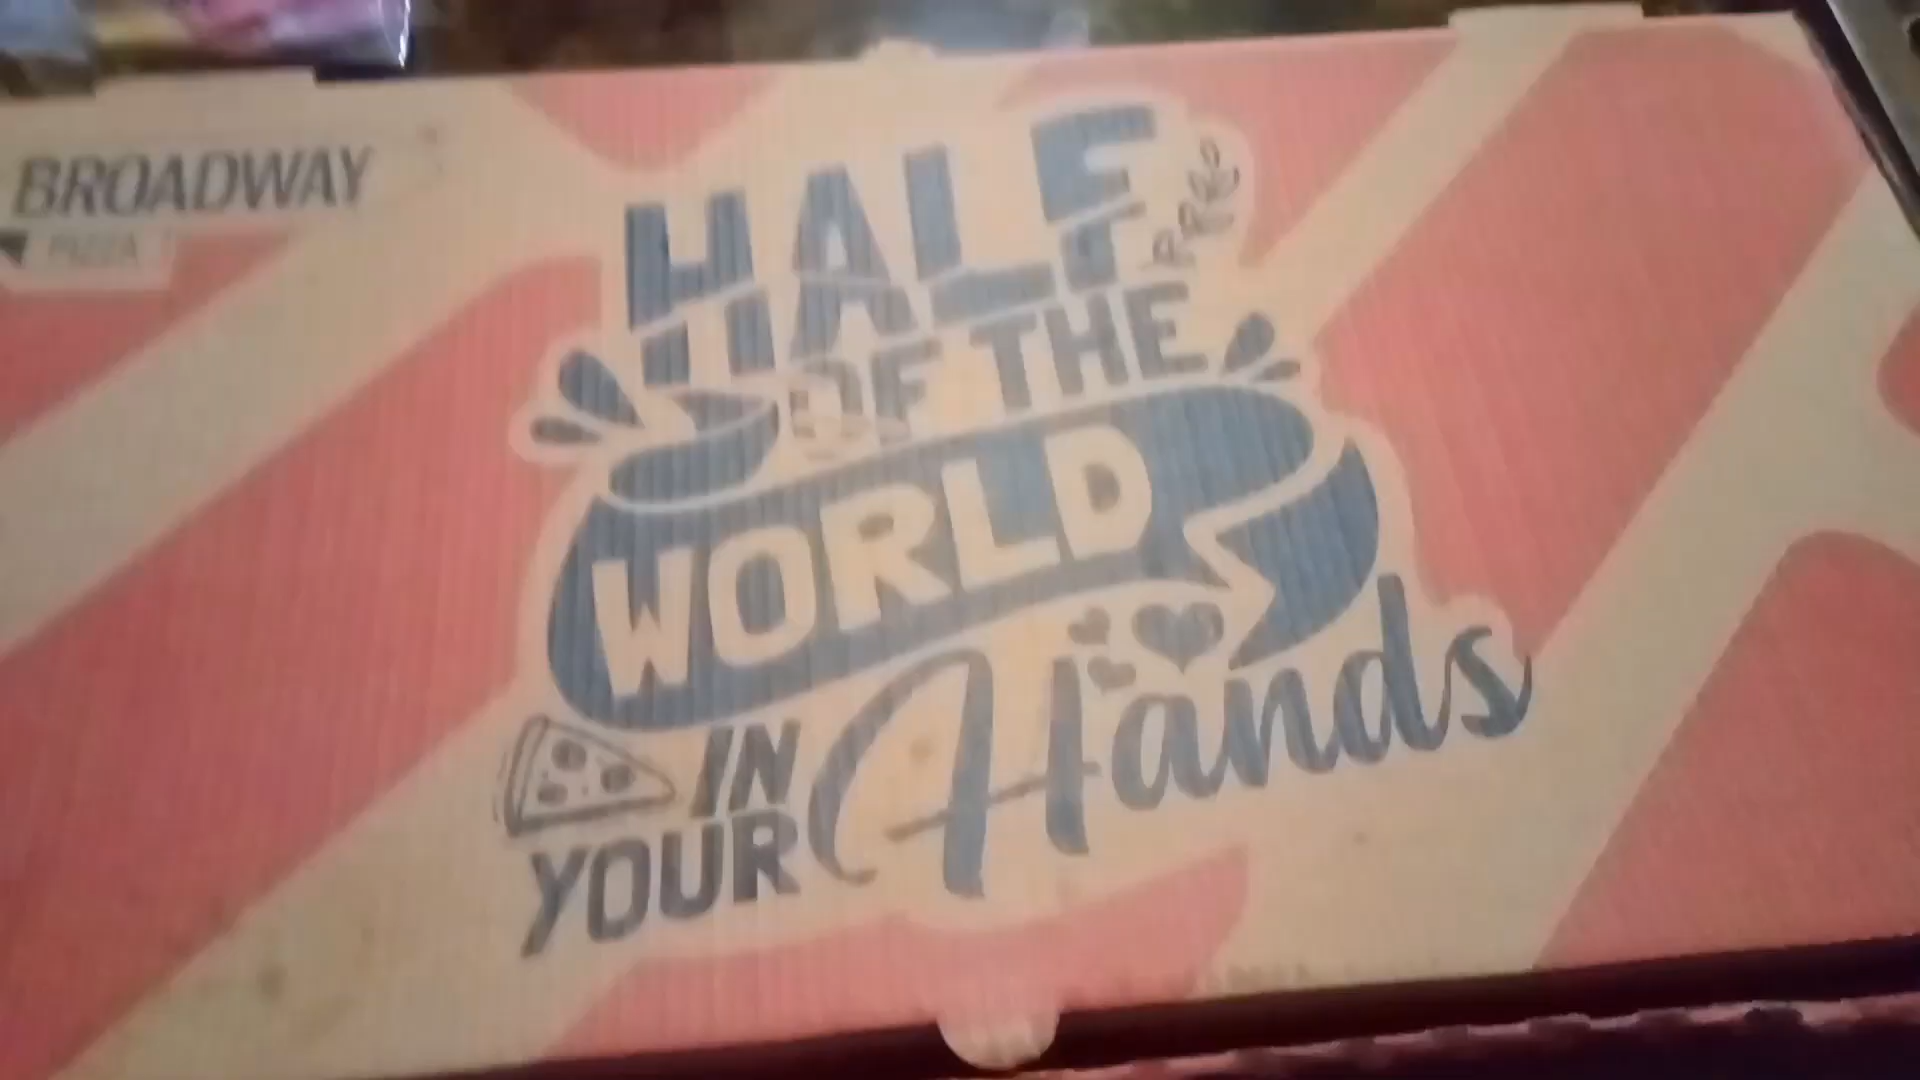 BROADWAY
PIZZA
HALF
OF THE
WORLD
IN
YOUR Hands